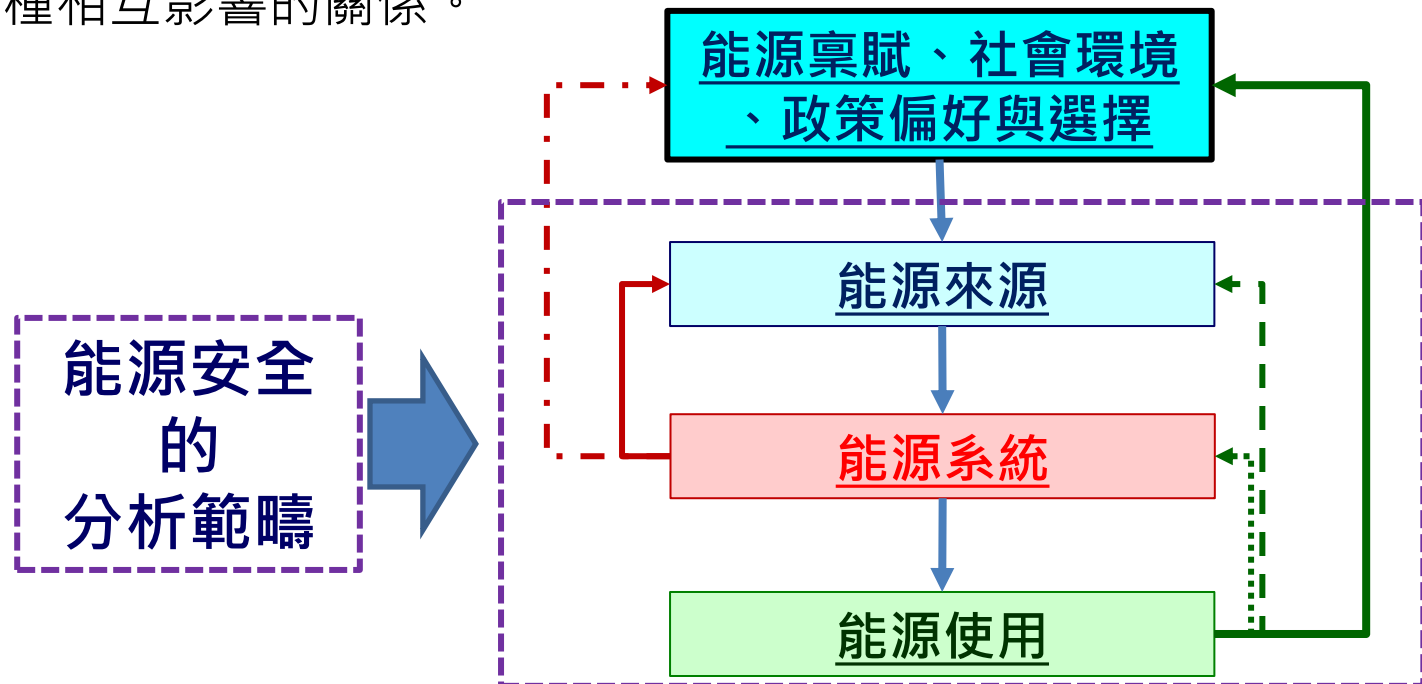 種相互影響的關係。
能源稟賦、社會環境
、政策偏好與選擇
能源來源
能源安全
的
分析範疇
能源系統
能源使用